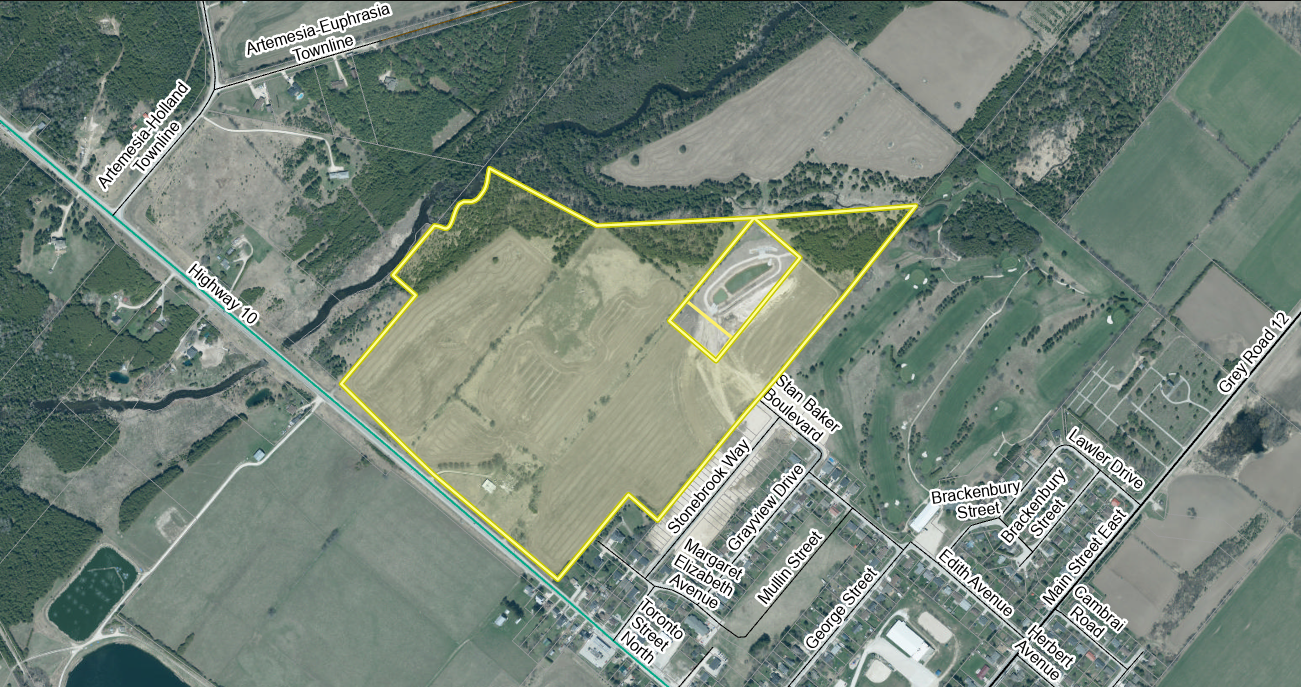 Artemesia-Euphrasia
Townline
Artemesia-Holland
Townline
Highway 10
Grey Road 12
Stan Baker
Boulevard
Stonebrook Way
Grayview Drive
Lawler Drive
Brackenbury
Street
Brackenbury
Street
Main Street East
Mullin Street
Margaret
Elizabeth
Avenue
Edith Avenue
George Street
Cambrai
Road
Toronto
Street
North
Herbert
Avenue